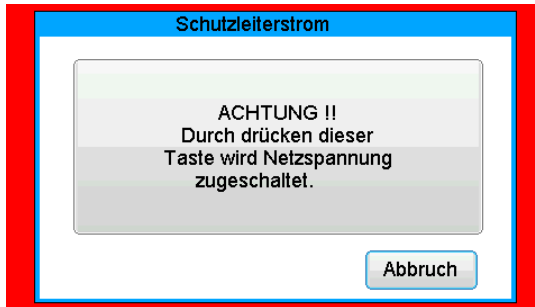 Schutzleiterstrom
ACHTUNG !!
Durch drücken dieser
Taste wird Netzspannung
zugeschaltet.
Abbruch